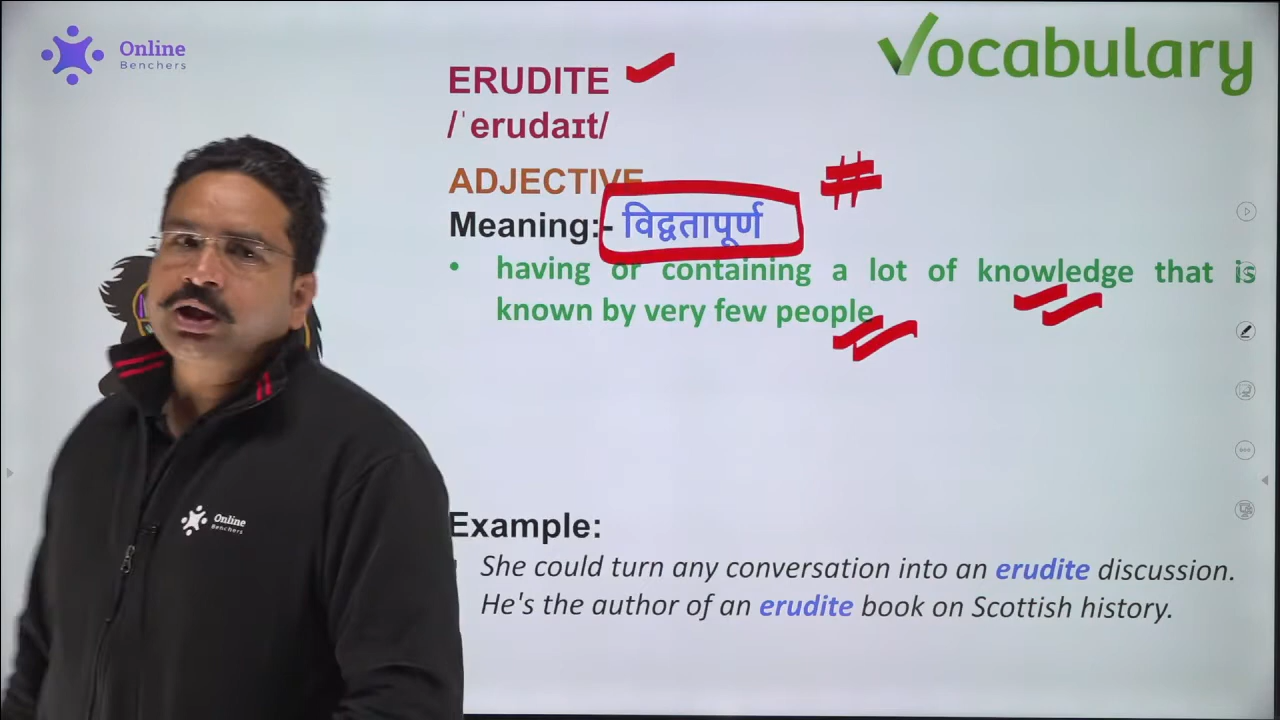 Online
Benchers
Vocabulary
ERUDITE
/ˈerudaɪt/
ADJECTIVE
Meaning:- विद्वतापूर्ण
#
• having or containing a lot of knowledge that is
known by very few people
Online
Benchers
Example:
She could turn any conversation into an erudite discussion.
He's the author of an erudite book on Scottish history.